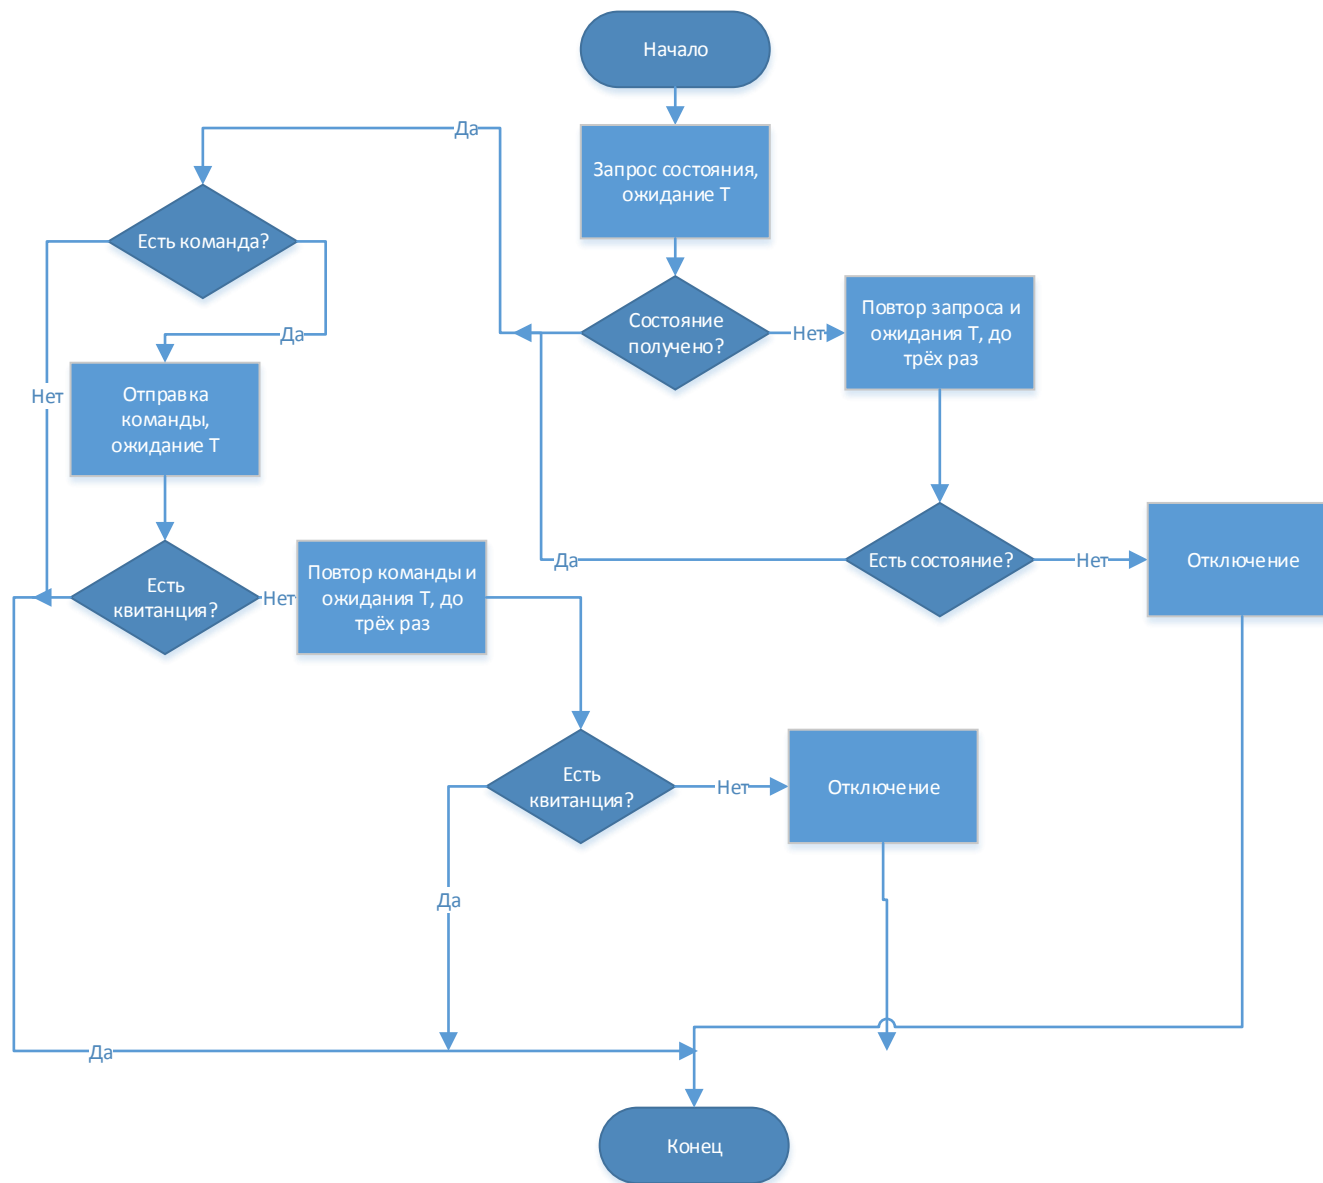 Начало
Да
Запрос состояния,
ожидание Т
Есть команда?
Состояние
получено?
Нет
Повтор запроса и
ожидания Т, до
трёх раз
Да
Нет
Отправка
команды,
ожидание Т
Есть состояние?
Да
Нет
Отключение
Есть
квитанция?
Нет
Повтор команды и
ожидания Т, до
трёх раз
Есть
квитанция?
Нет
Отключение
Да
Да
Конец